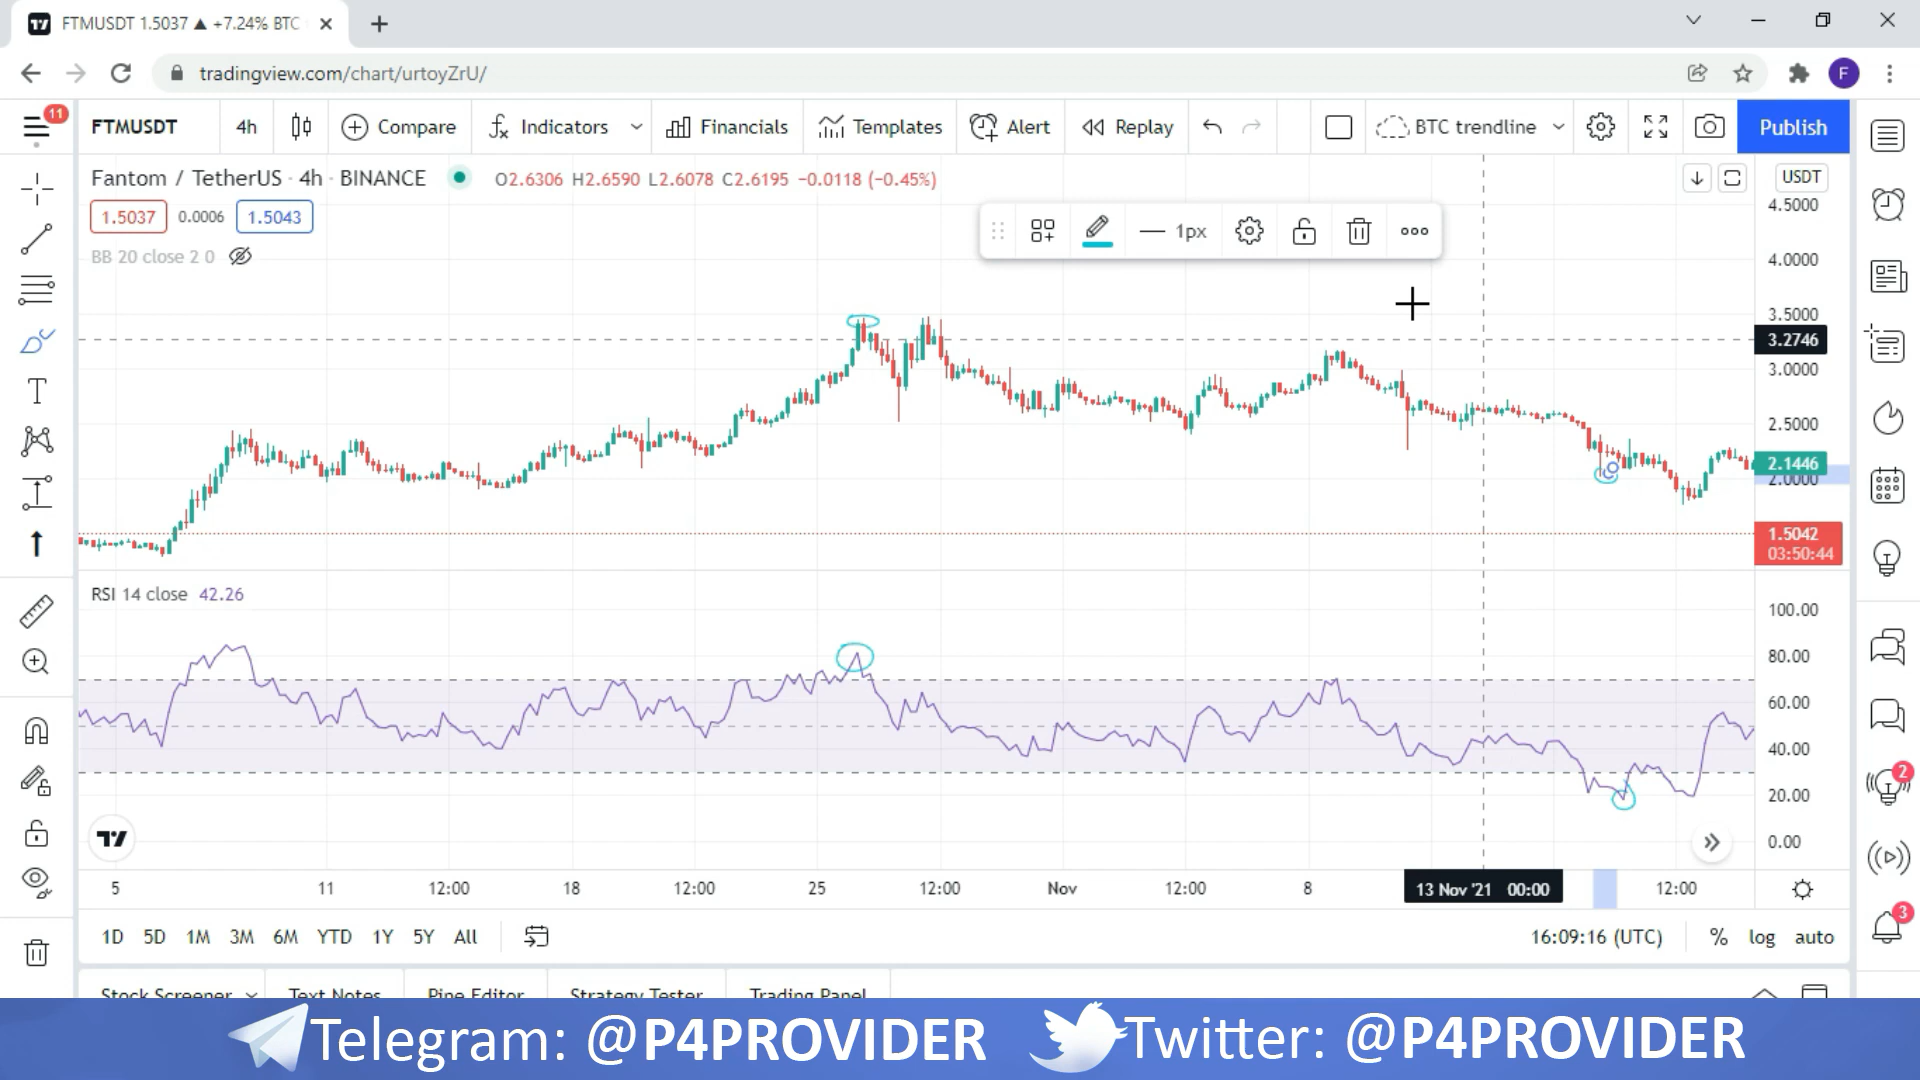 FTMUSDT 1.5037 ▲ +7.24% BTC
tradingview.com/chart/urtoyZrU/
F
11
FTMUSDT 4h Compare Indicators Financials Templates Alert Replay BTC trendline Publish
Fantom / TetherUS · 4h · BINANCE O2.6306 H2.6590 L2.6078 C2.6195 −0.0118 (−0.45%)
USDT
1.5037 0.0006 1.5043
1px
BB 20 close 2 0
4.5000
4.0000
3.5000
3.2746
3.0000
2.5000
2.1446
2.0000
1.5042
03:50:44
RSI 14 close 42.26
100.00
80.00
60.00
40.00
20.00
0.00
2
3
5 11 12:00 18 12:00 25 12:00 Nov 12:00 8 13 Nov '21 00:00 12:00
1D 5D 1M 3M 6M YTD 1Y 5Y All 16:09:16 (UTC) % log auto
Stock Screener Text Notes Pine Editor Strategy Tester Trading Panel
Telegram: @P4PROVIDER Twitter: @P4PROVIDER